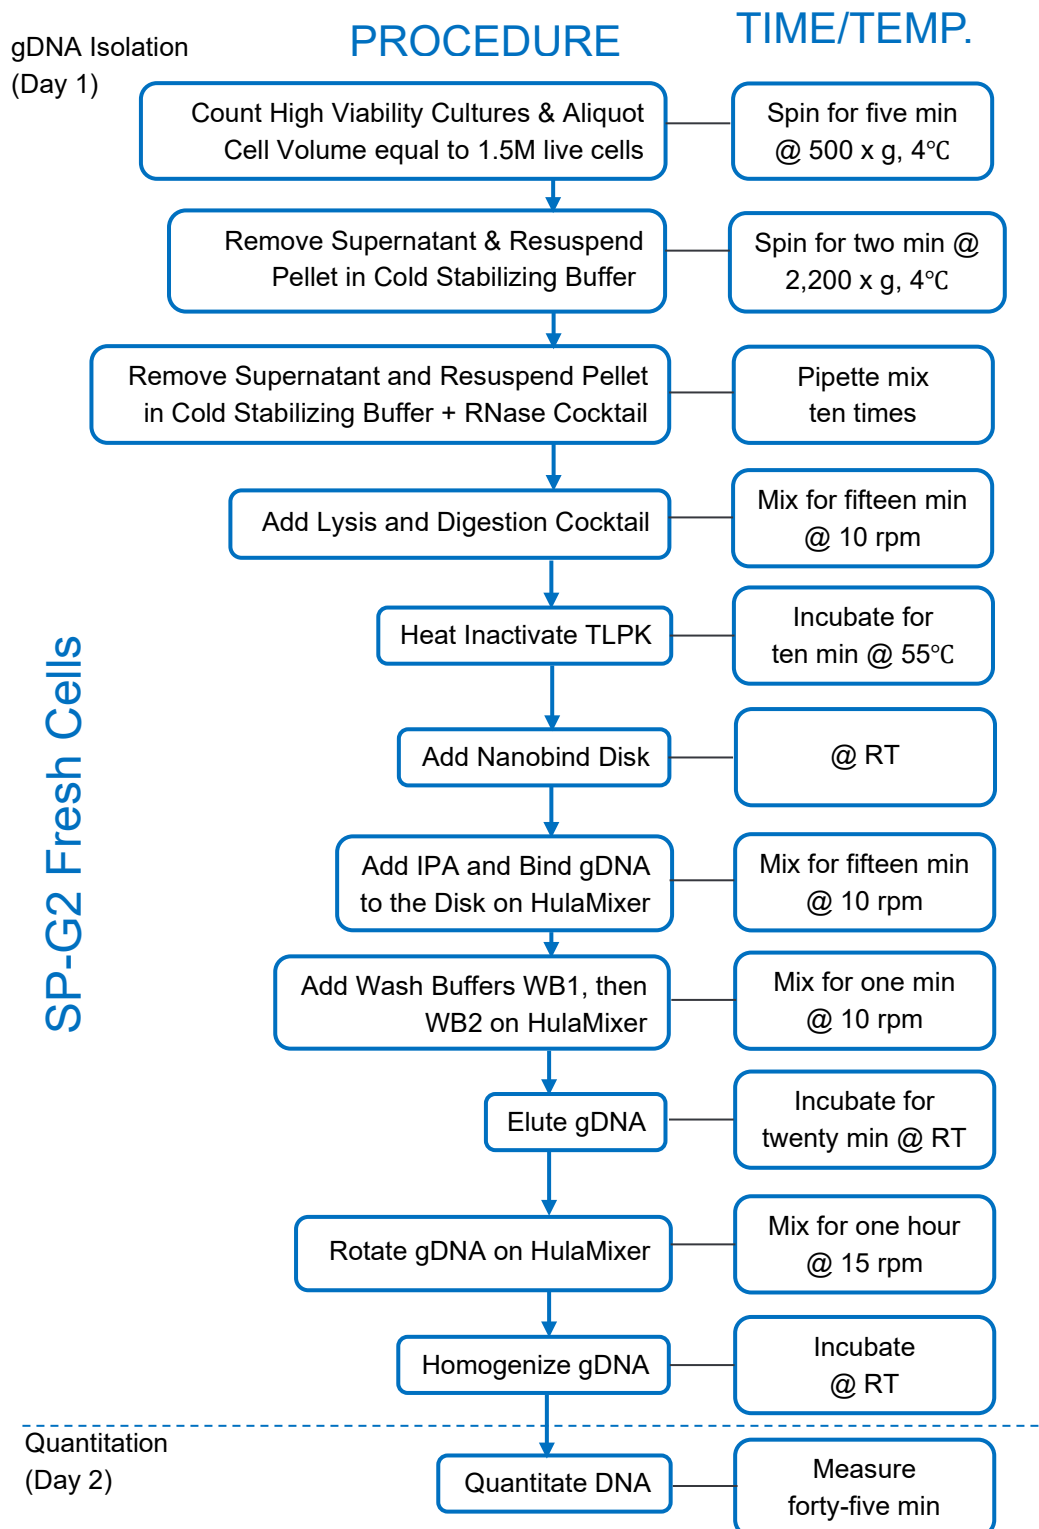 gDNA Isolation
(Day 1)
PROCEDURE
TIME/TEMP.
Count High Viability Cultures & Aliquot
Cell Volume equal to 1.5M live cells
Spin for five min
@ 500 x g, 4℃
Remove Supernatant & Resuspend
Pellet in Cold Stabilizing Buffer
Spin for two min @
2,200 x g, 4℃
Remove Supernatant and Resuspend Pellet
in Cold Stabilizing Buffer + RNase Cocktail
Pipette mix
ten times
Add Lysis and Digestion Cocktail
Mix for fifteen min
@ 10 rpm
Heat Inactivate TLPK
Incubate for
ten min @ 55℃
Add Nanobind Disk
@ RT
Add IPA and Bind gDNA
to the Disk on HulaMixer
Mix for fifteen min
@ 10 rpm
Add Wash Buffers WB1, then
WB2 on HulaMixer
Mix for one min
@ 10 rpm
Elute gDNA
Incubate for
twenty min @ RT
Rotate gDNA on HulaMixer
Mix for one hour
@ 15 rpm
Homogenize gDNA
Incubate
@ RT
SP-G2 Fresh Cells
Quantitation
(Day 2)
Quantitate DNA
Measure
forty-five min